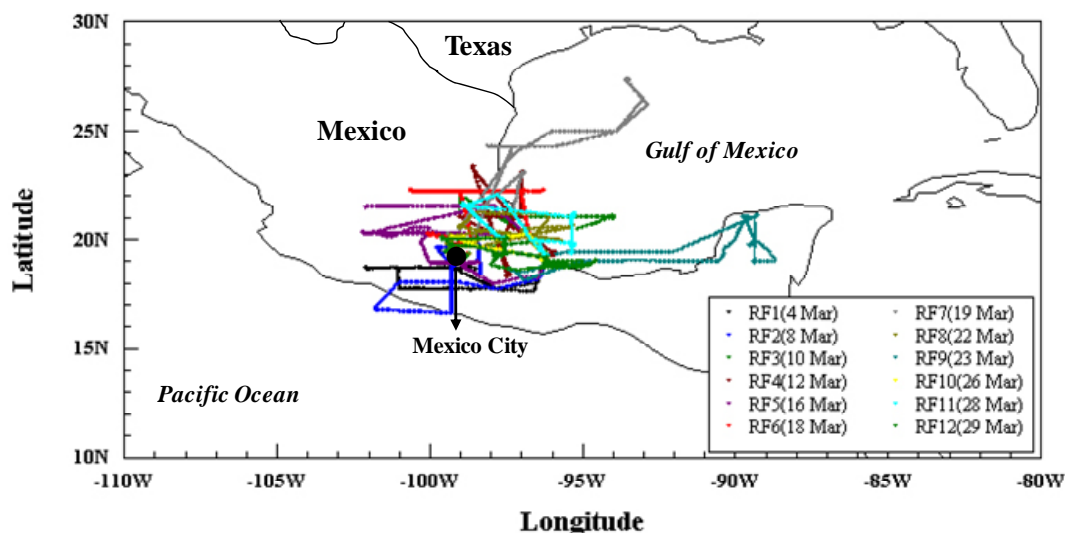 30N
Texas
Mexico
25N
Gulf of Mexico
Latitude
20N
15N
Mexico City
Pacific Ocean
10N
RF1(4 Mar)
RF2(8 Mar)
RF3(10 Mar)
RF4(12 Mar)
RF5(16 Mar)
RF6(18 Mar)
RF7(19 Mar)
RF8(22 Mar)
RF9(23 Mar)
RF10(26 Mar)
RF11(28 Mar)
RF12(29 Mar)
-110W -105W -100W -95W -90W -85W -80W
Longitude